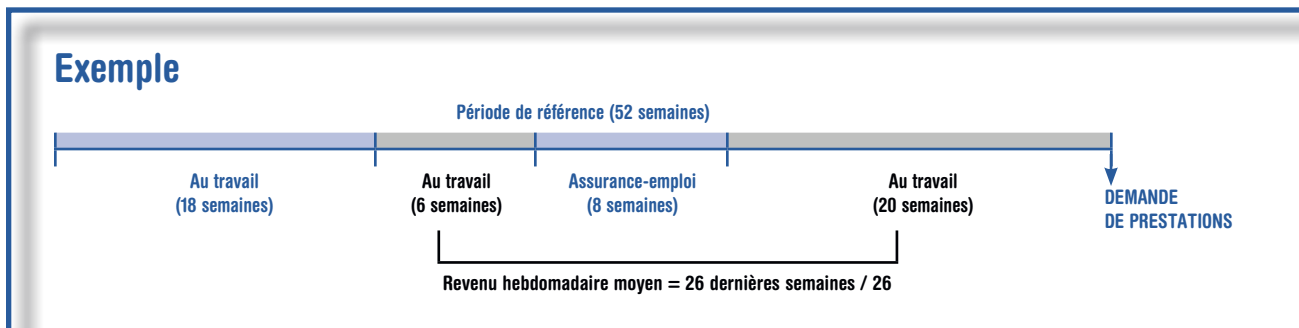 Exemple
Période de référence (52 semaines)
Au travail
(18 semaines)
Au travail
(6 semaines)
Assurance-emploi
(8 semaines)
Au travail
(20 semaines)
DEMANDE
DE PRESTATIONS
Revenu hebdomadaire moyen = 26 dernières semaines / 26